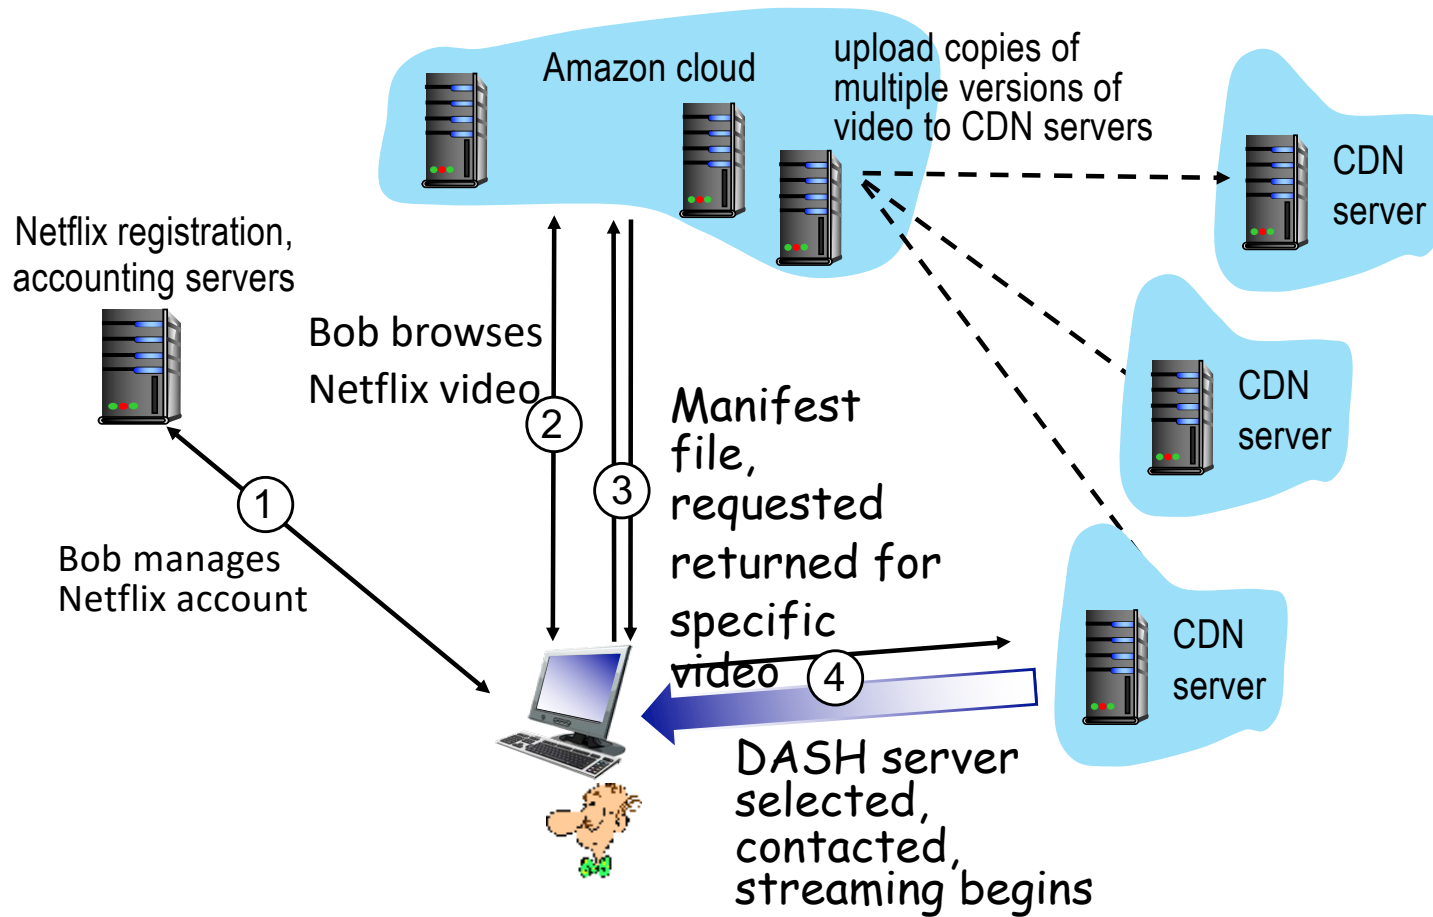 Amazon cloud
upload copies of
multiple versions of
video to CDN servers
CDN
server
Netflix registration,
accounting servers
Bob browses
Netflix video
2
Manifest
file,
requested
returned for
specific
video
3
CDN
server
1
Bob manages
Netflix account
4
CDN
server
DASH server
selected,
contacted,
streaming begins